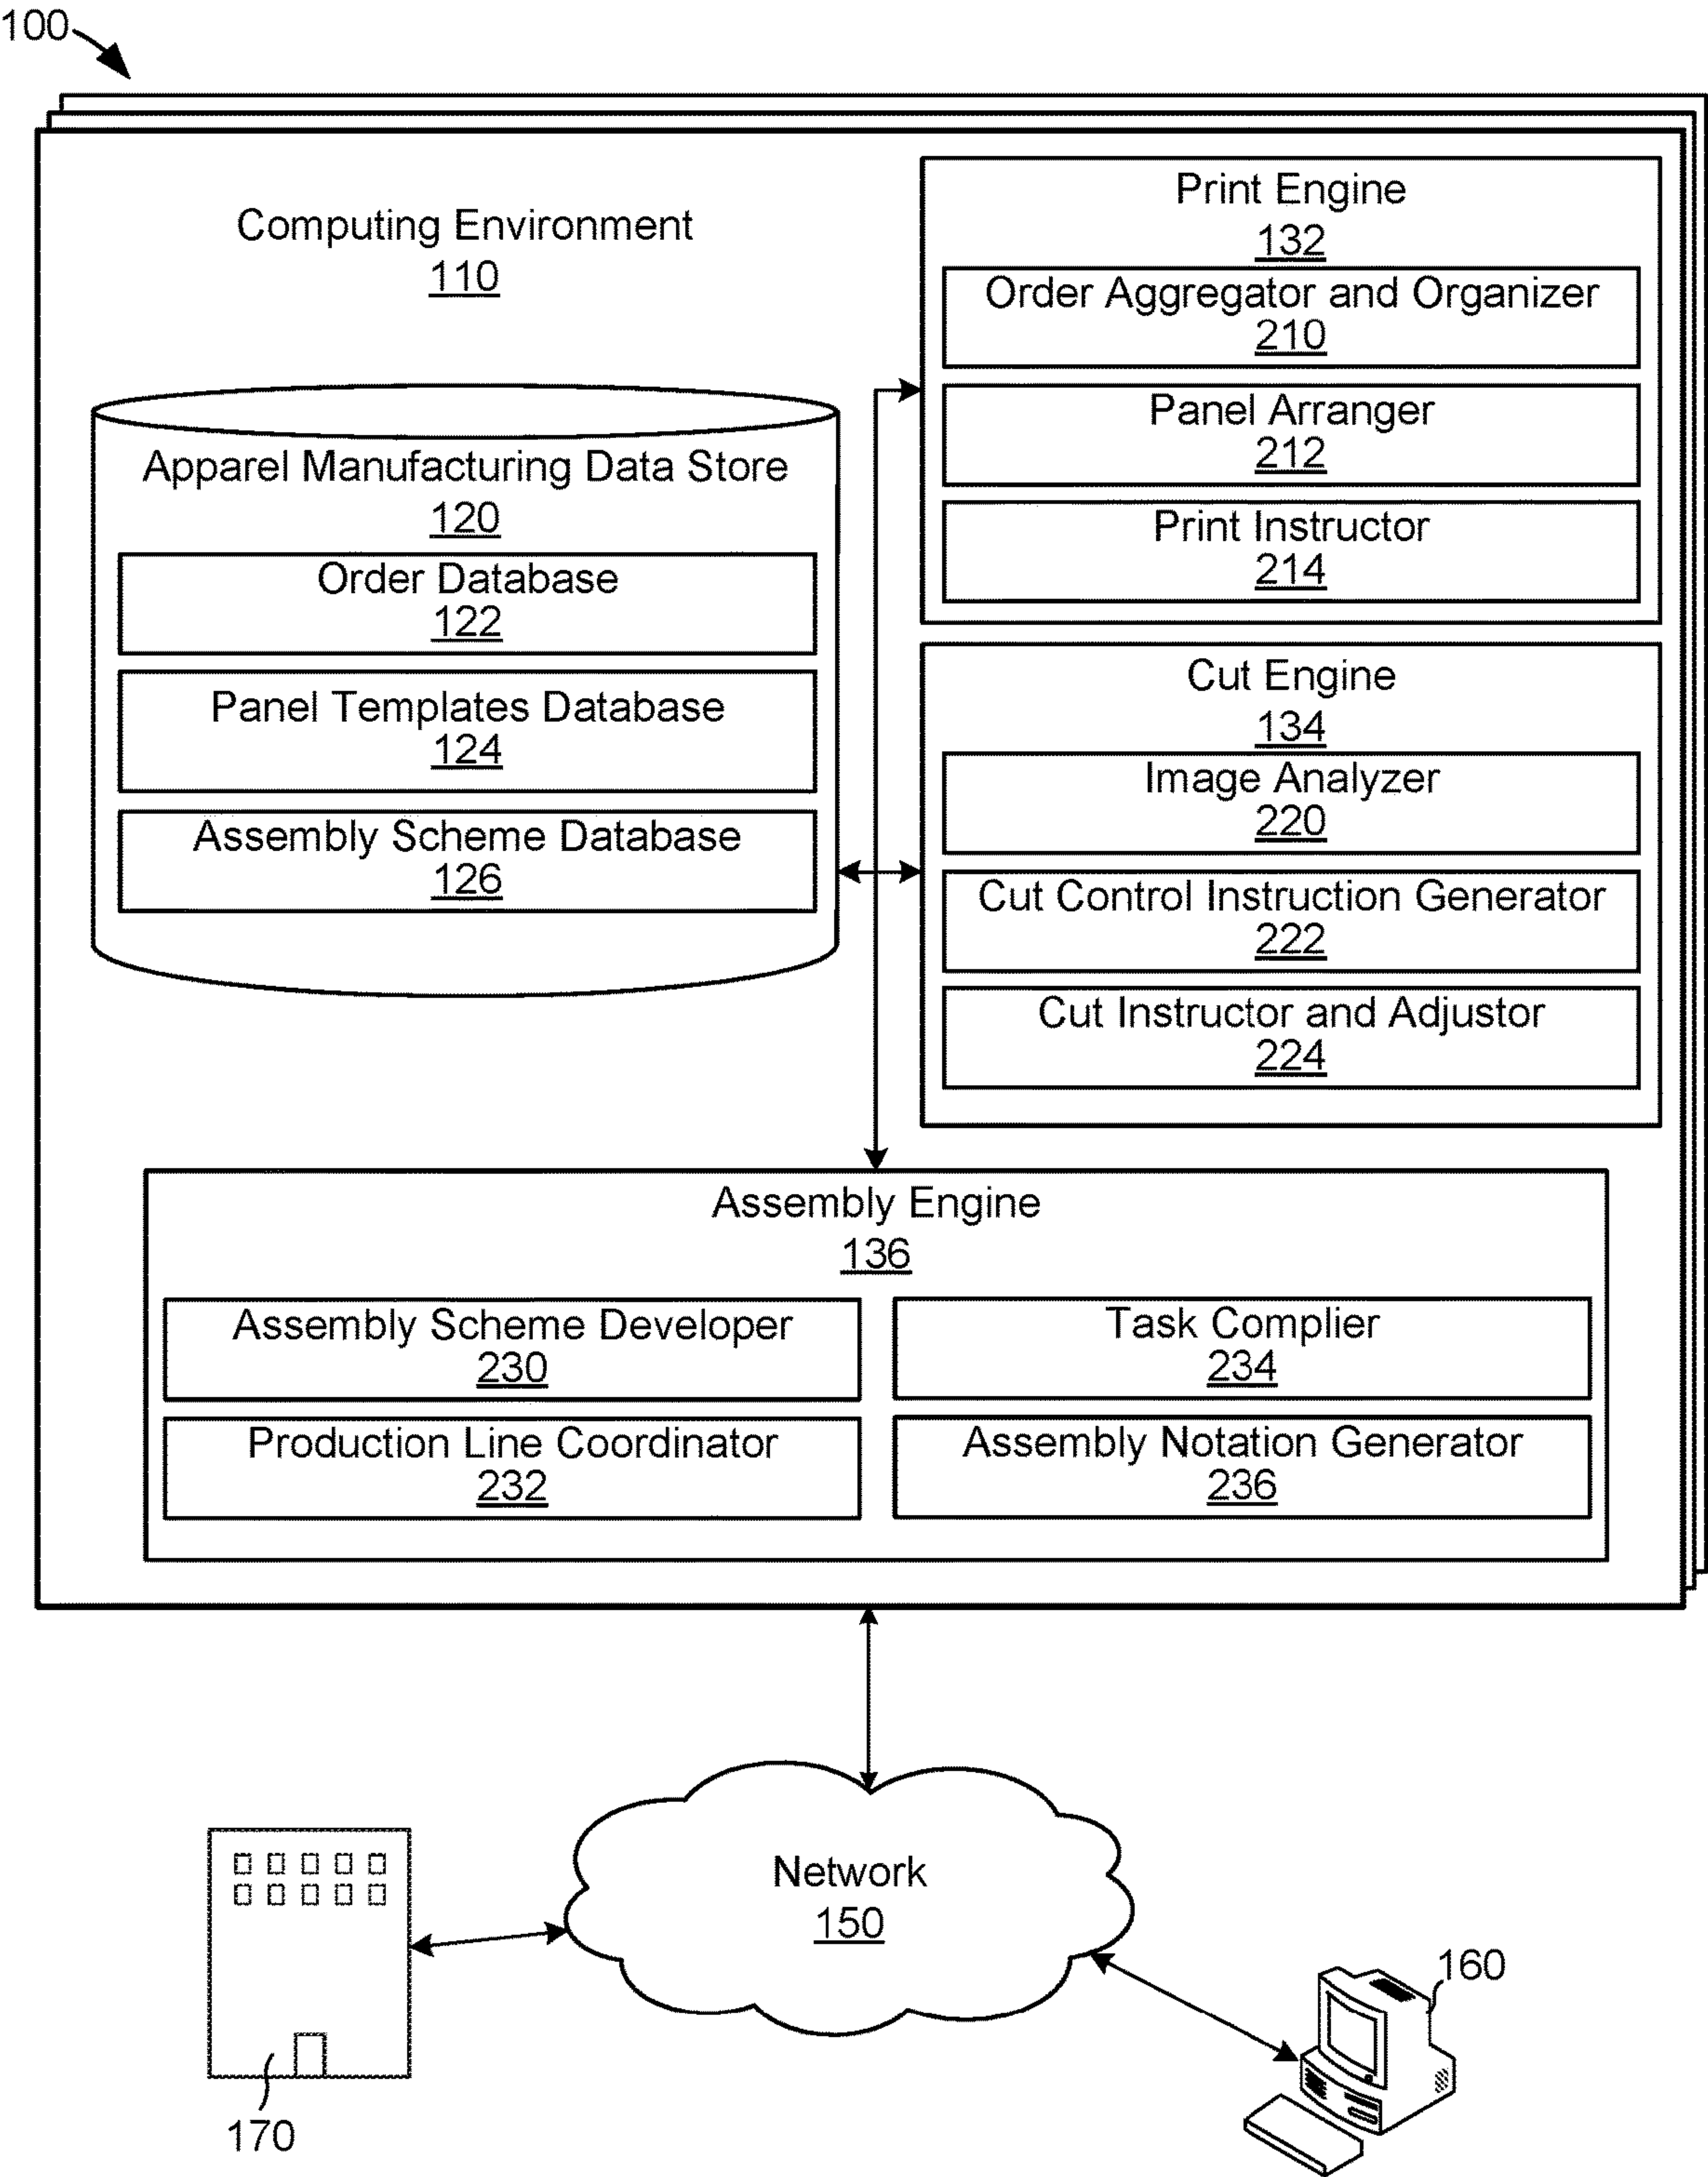 100
Computing Environment
110
Apparel Manufacturing Data Store
120
Order Database
122
Panel Templates Database
124
Assembly Scheme Database
126
Print Engine
132
Order Aggregator and Organizer
210
Panel Arranger
212
Print Instructor
214
Cut Engine
134
Image Analyzer
220
Cut Control Instruction Generator
222
Cut Instructor and Adjustor
224
Assembly Engine
136
Assembly Scheme Developer
230
Task Complier
234
Production Line Coordinator
232
Assembly Notation Generator
236
Network
150
160
170